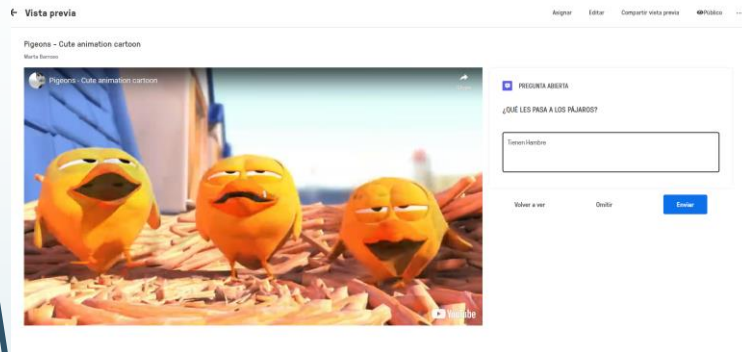 Vista previa
Asignar Editar Compartir vista previa Público
Pigeons - Cute animation cartoon
Marta Barroso
Pigeons - Cute animation cartoon
PREGUNTA ABIERTA
¿QUÉ LES PASA A LOS PÁJAROS?
Tienen Hambre
Volver a ver Omitir Enviar
YouTube